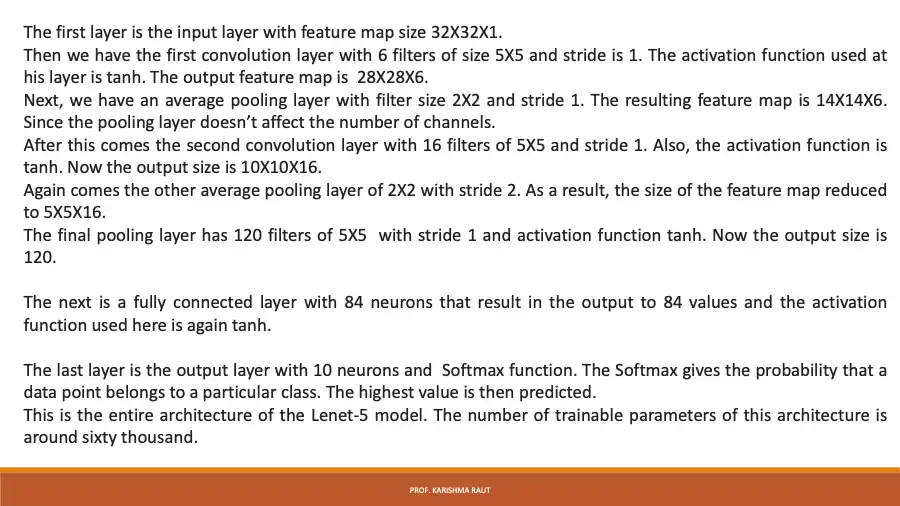 The first layer is the input layer with feature map size 32X32X1.
Then we have the first convolution layer with 6 filters of size 5X5 and stride is 1. The activation function used at
his layer is tanh. The output feature map is 28X28X6.
Next, we have an average pooling layer with filter size 2X2 and stride 1. The resulting feature map is 14X14X6.
Since the pooling layer doesn’t affect the number of channels.
After this comes the second convolution layer with 16 filters of 5X5 and stride 1. Also, the activation function is
tanh. Now the output size is 10X10X16.
Again comes the other average pooling layer of 2X2 with stride 2. As a result, the size of the feature map reduced
to 5X5X16.
The final pooling layer has 120 filters of 5X5 with stride 1 and activation function tanh. Now the output size is
120.
The next is a fully connected layer with 84 neurons that result in the output to 84 values and the activation
function used here is again tanh.
The last layer is the output layer with 10 neurons and Softmax function. The Softmax gives the probability that a
data point belongs to a particular class. The highest value is then predicted.
This is the entire architecture of the Lenet-5 model. The number of trainable parameters of this architecture is
around sixty thousand.
PROF. KARISHMA RAUT